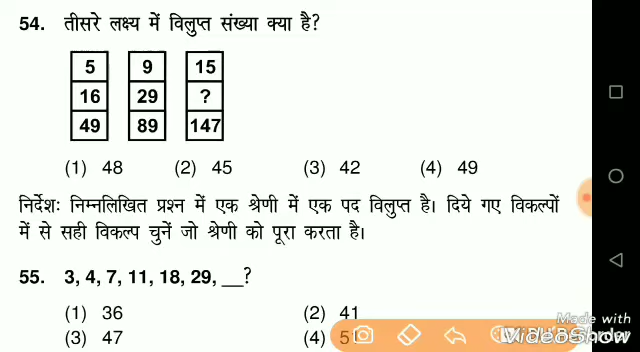 54. तीसरे लक्ष्य में विलुप्त संख्या क्या है?
5 9 15
16 29 ?
49 89 147
(1) 48 (2) 45 (3) 42 (4) 49
निर्देशः निम्नलिखित प्रश्न में एक श्रेणी में एक पद विलुप्त है। दिये गए विकल्पों
में से सही विकल्प चुनें जो श्रेणी को पूरा करता है।
55. 3, 4, 7, 11, 18, 29, __?
(1) 36 (2) 41
(3) 47 (4) 51
Made with
VideoShow